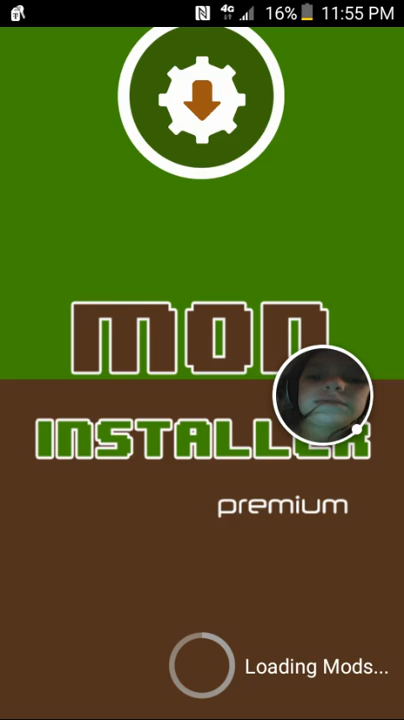 4G 16% 11:55 PM
MOD
INSTALLER
premium
Loading Mods...